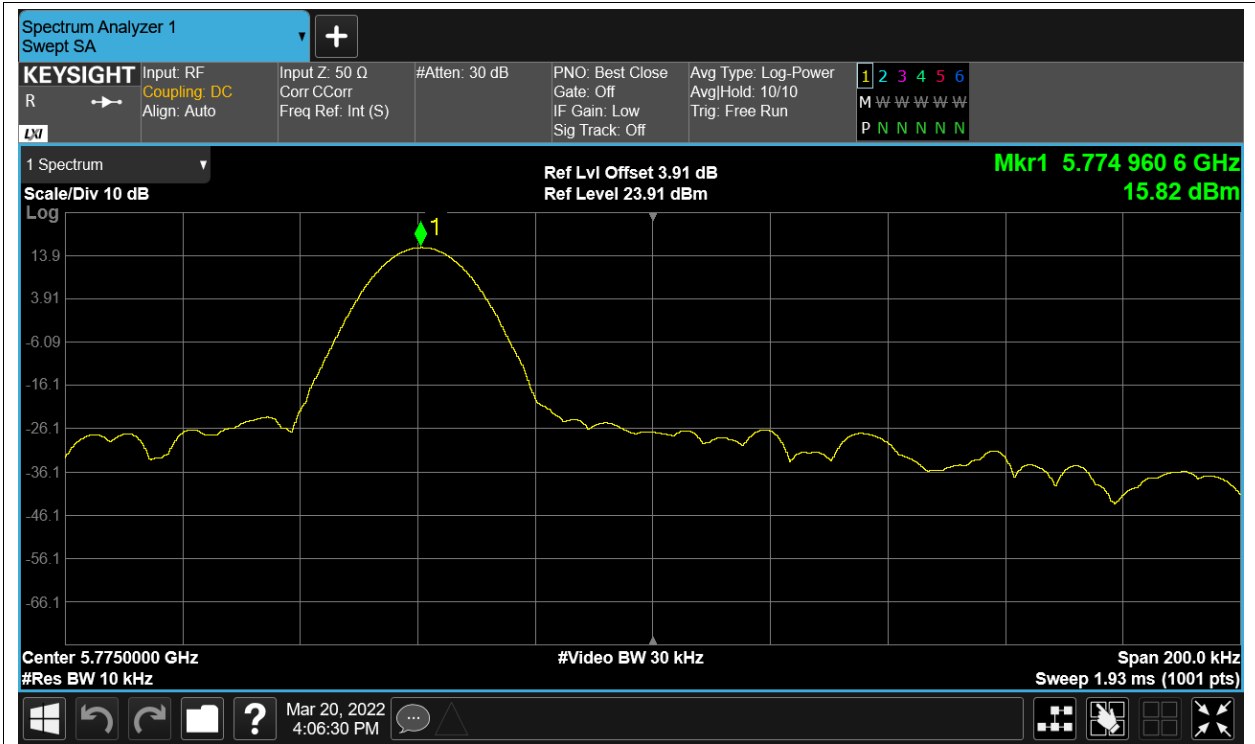 Spectrum Analyzer 1
Swept SA
KEYSIGHT
R
LXI
Input: RF
Coupling: DC
Align: Auto
Input Z: 50 Ω
Corr CCorr
Freq Ref: Int (S)
#Atten: 30 dB
PNO: Best Close
Gate: Off
IF Gain: Low
Sig Track: Off
Avg Type: Log-Power
Avg|Hold: 10/10
Trig: Free Run
1 2 3 4 5 6
M W W W W W
P N N N N N
1 Spectrum
Scale/Div 10 dB
Log
Ref Lvl Offset 3.91 dB
Ref Level 23.91 dBm
Mkr1 5.774 960 6 GHz
15.82 dBm
1
13.9
3.91
-6.09
-16.1
-26.1
-36.1
-46.1
-56.1
-66.1
Center 5.7750000 GHz
#Res BW 10 kHz
#Video BW 30 kHz
Span 200.0 kHz
Sweep 1.93 ms (1001 pts)
?
Mar 20, 2022
4:06:30 PM